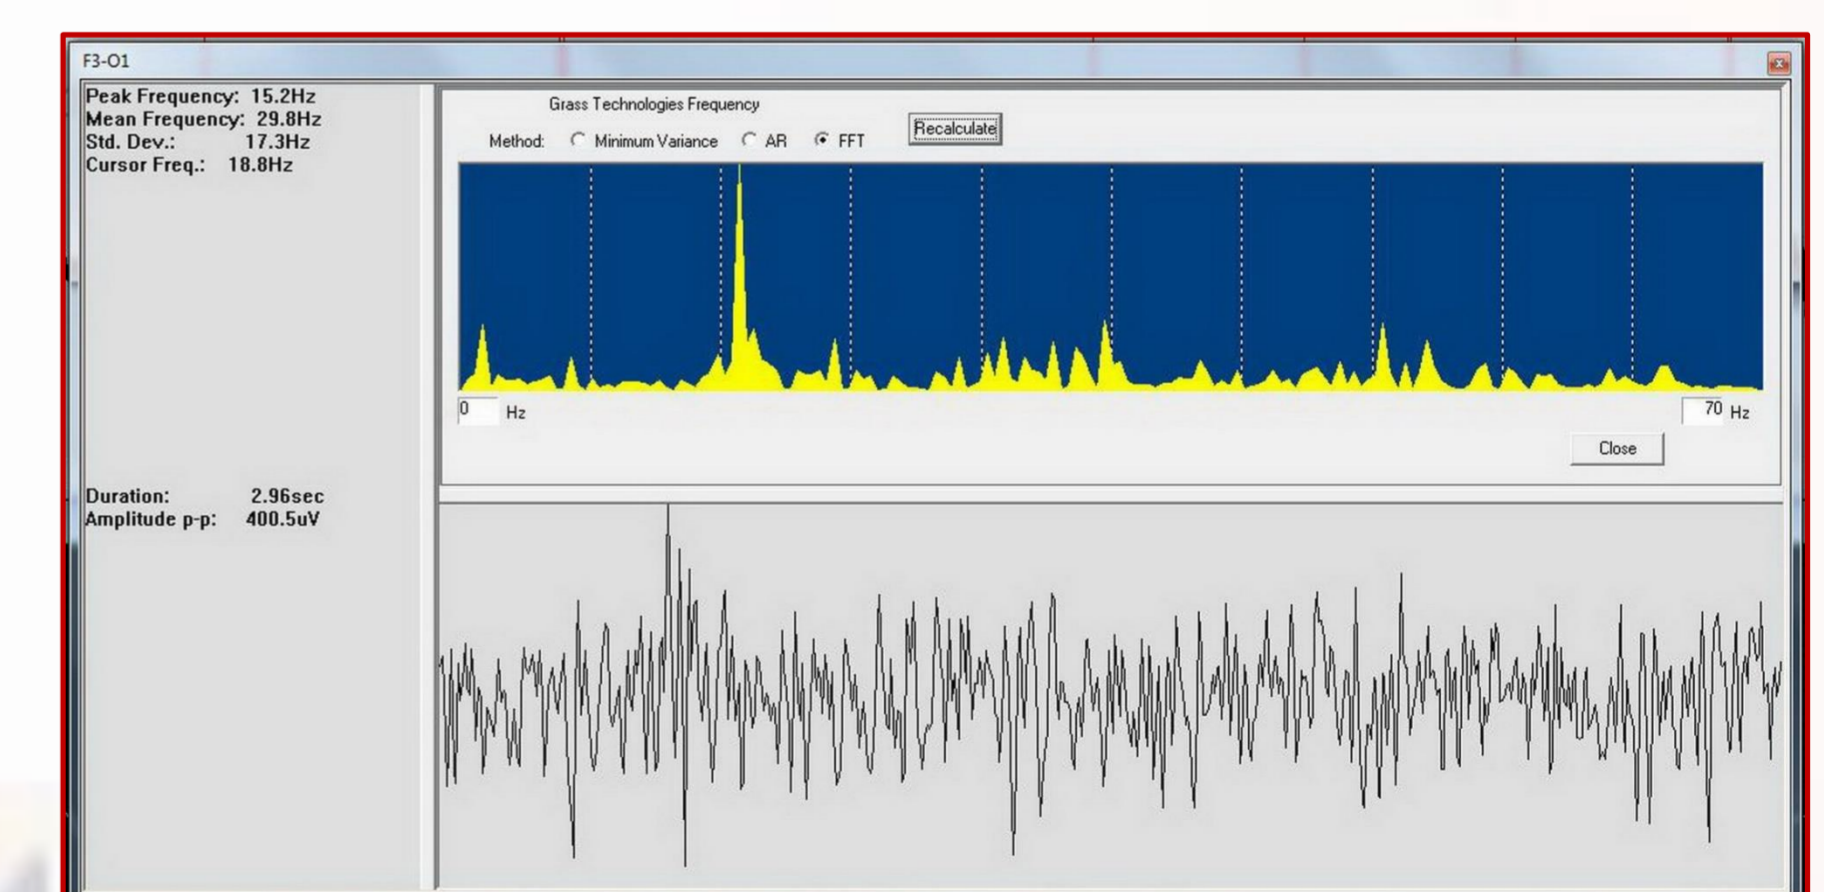 F3-O1
Peak Frequency: 15.2Hz
Mean Frequency: 29.8Hz
Std. Dev.: 17.3Hz
Cursor Freq.: 18.8Hz
Grass Technologies Frequency
Method: Minimum Variance AR FFT Recalculate
0 Hz 70 Hz
Close
Duration: 2.96sec
Amplitude p-p: 400.5uV